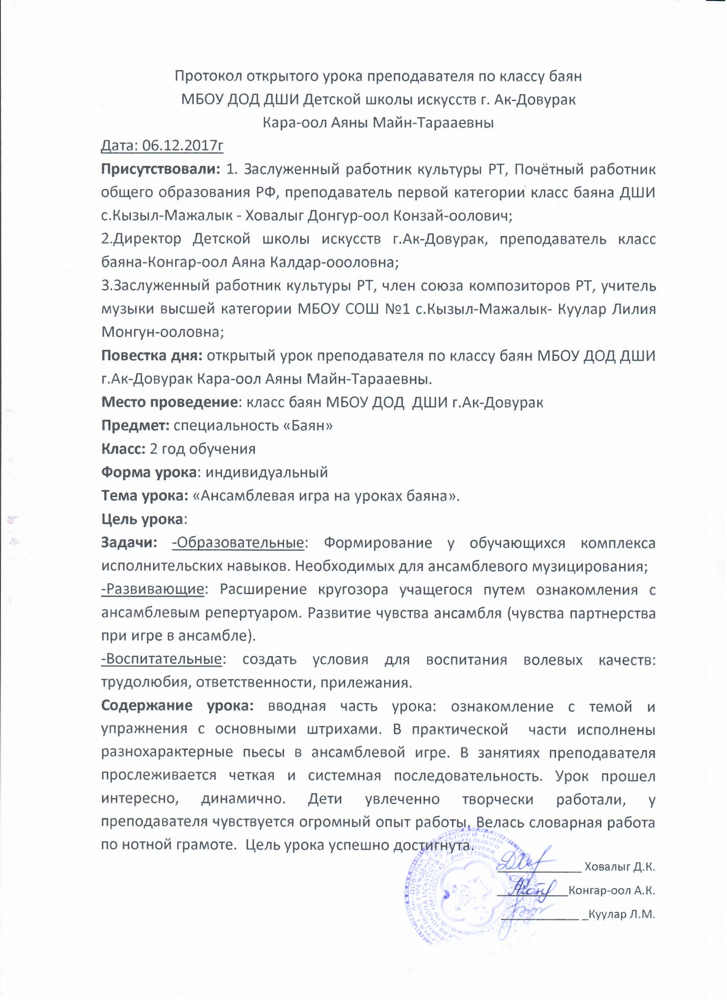 Протокол открытого урока преподавателя по классу баян
МБОУ ДОД ДШИ Детской школы искусств г. Ак-Довурак
Кара-оол Аяны Майн-Тарааевны
Дата: 06.12.2017г
Присутствовали: 1. Заслуженный работник культуры РТ, Почётный работник
общего образования РФ, преподаватель первой категории класс баяна ДШИ
с.Кызыл-Мажалык - Ховалыг Донгур-оол Конзай-оолович;
2.Директор Детской школы искусств г.Ак-Довурак, преподаватель класс
баяна-Конгар-оол Аяна Калдар-оооловна;
3.Заслуженный работник культуры РТ, член союза композиторов РТ, учитель
музыки высшей категории МБОУ СОШ №1 с.Кызыл-Мажалык- Куулар Лилия
Монгун-ооловна;
Повестка дня: открытый урок преподавателя по классу баян МБОУ ДОД ДШИ
г.Ак-Довурак Кара-оол Аяны Майн-Тарааевны.
Место проведение: класс баян МБОУ ДОД ДШИ г.Ак-Довурак
Предмет: специальность «Баян»
Класс: 2 год обучения
Форма урока: индивидуальный
Тема урока: «Ансамблевая игра на уроках баяна».
Цель урока:
Задачи: -Образовательные: Формирование у обучающихся комплекса
исполнительских навыков. Необходимых для ансамблевого музицирования;
-Развивающие: Расширение кругозора учащегося путем ознакомления с
ансамблевым репертуаром. Развитие чувства ансамбля (чувства партнерства
при игре в ансамбле).
-Воспитательные: создать условия для воспитания волевых качеств:
трудолюбия, ответственности, прилежания.
Содержание урока: вводная часть урока: ознакомление с темой и
упражнения с основными штрихами. В практической части исполнены
разнохарактерные пьесы в ансамблевой игре. В занятиях преподавателя
прослеживается четкая и системная последовательность. Урок прошел
интересно, динамично. Дети увлеченно творчески работали, у
преподавателя чувствуется огромный опыт работы. Велась словарная работа
по нотной грамоте. Цель урока успешно достигнута.
Ховалыг Д.К.
Конгар-оол А.К.
Куулар Л.М.